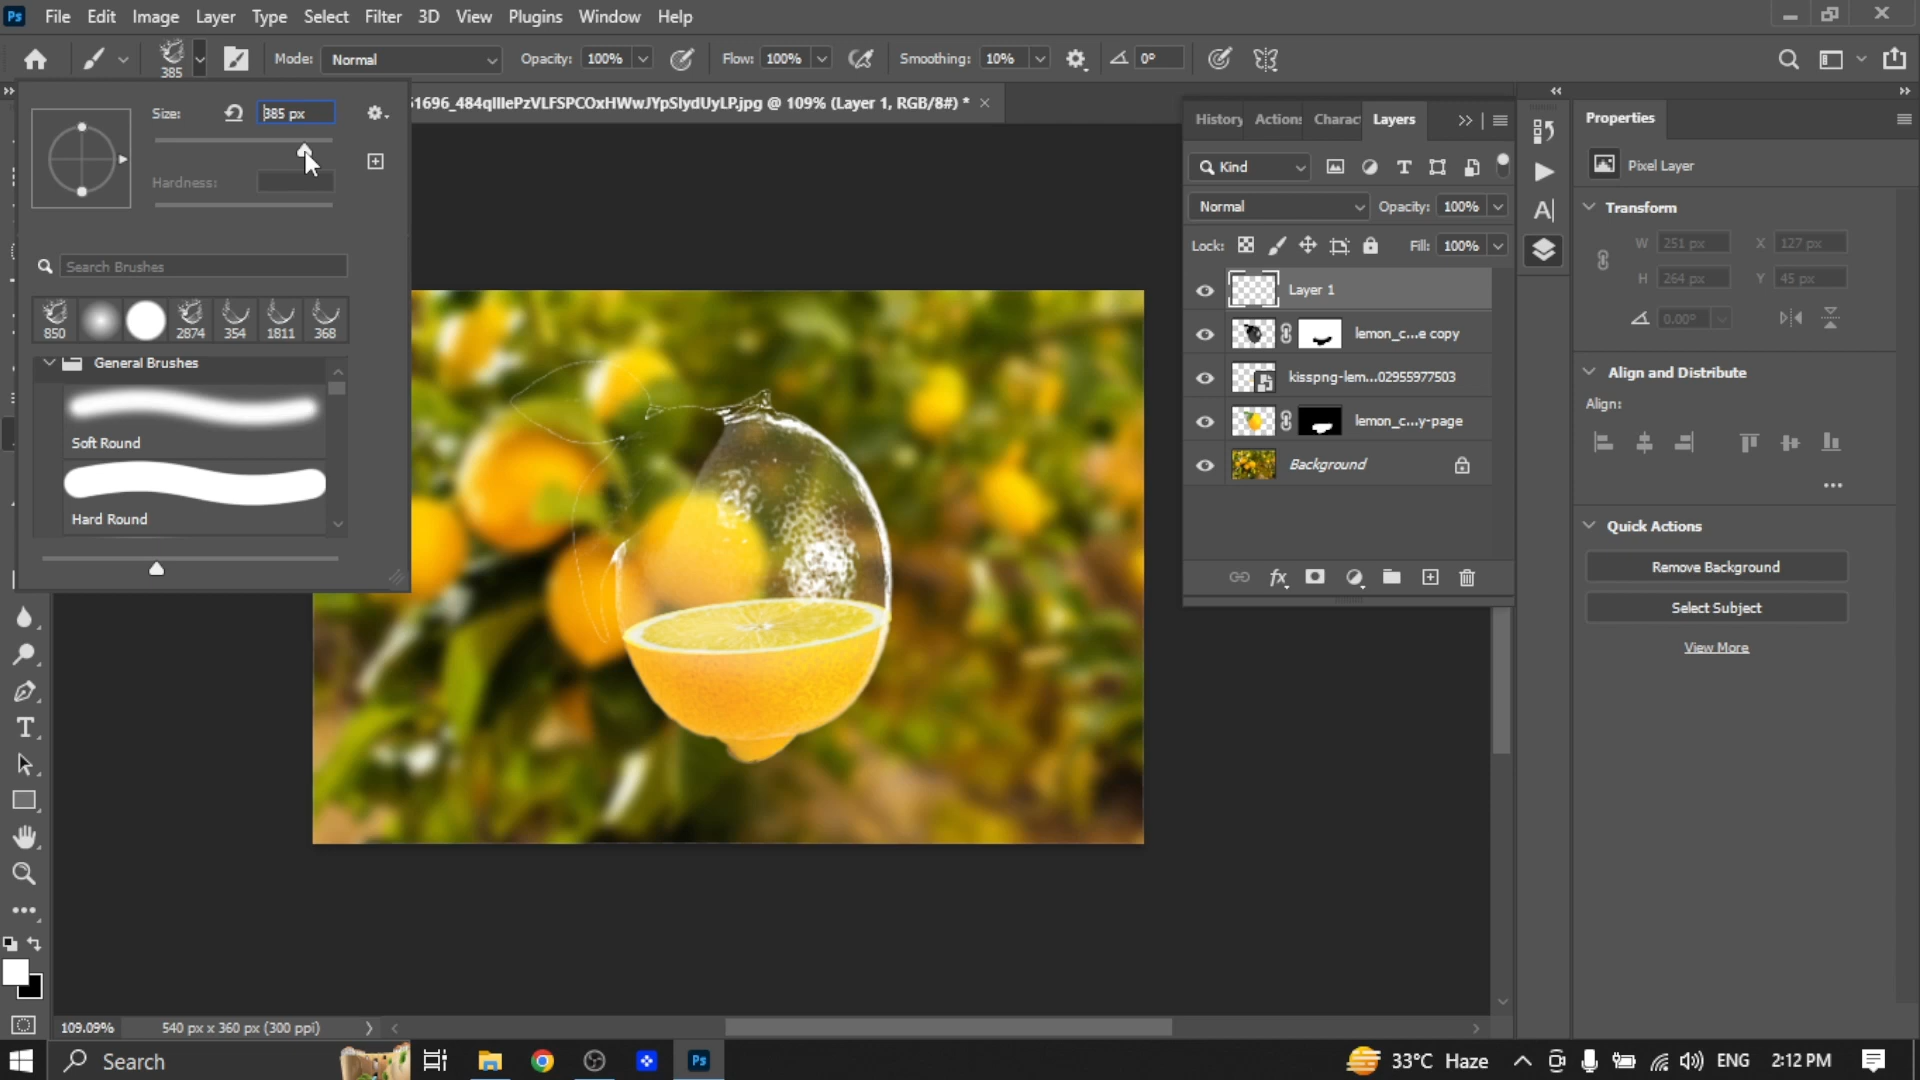 Ps File Edit Image Layer Type Select Filter 3D View Plugins Window Help
385 Mode: Normal Opacity: 100% Flow: 100% Smoothing: 10% 0°
Size: 385 px
Hardness:
Search Brushes
850 2874 354 1811 368
General Brushes
Soft Round
Hard Round
51696_484qIllePzVLFSPCOxHWwJYpSlydUyLP.jpg @ 109% (Layer 1, RGB/8#) *
History Actions Charac Layers
Kind
Normal Opacity: 100%
Lock: Fill: 100%
Layer 1
lemon_c...e copy
kisspng-lem...02955977503
lemon_c...y-page
Background
fx
Properties
Pixel Layer
Transform
W 251 px X 127 px
H 264 px Y 45 px
0.00°
Align and Distribute
Align:
Quick Actions
Remove Background
Select Subject
View More
109.09% 540 px x 360 px (300 ppi)
Search Ps 33°C Haze ENG 2:12 PM